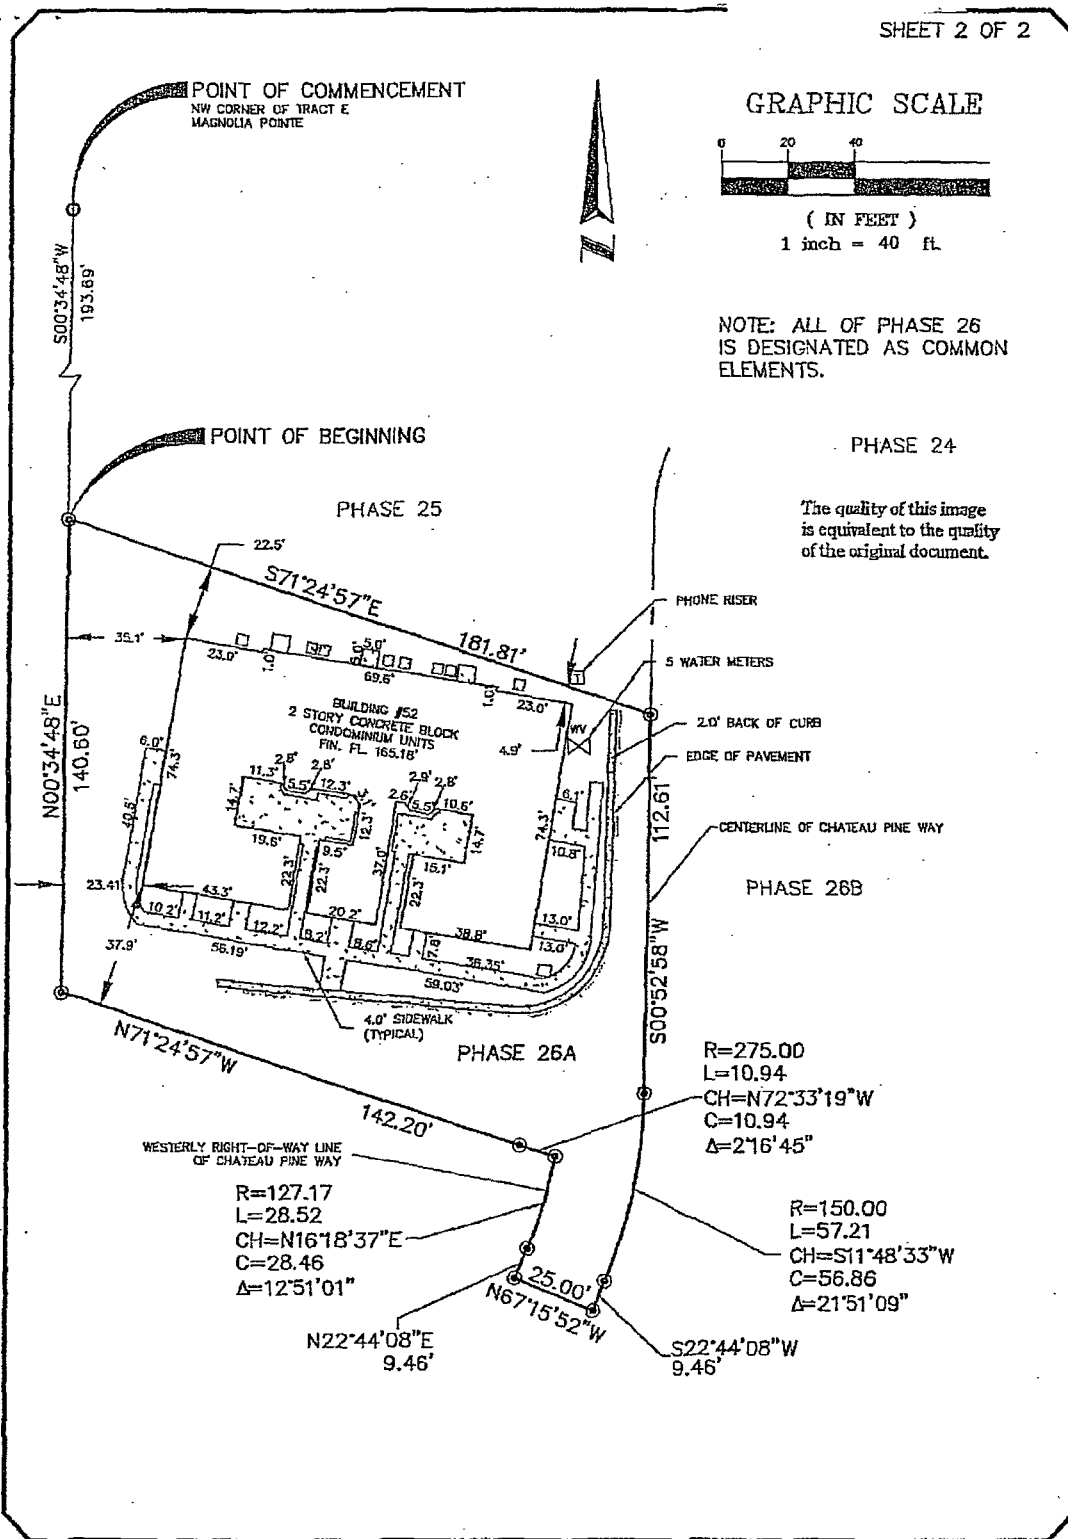 SHEET 2 OF 2
POINT OF COMMENCEMENT
NW CORNER OF TRACT E
MAGNOLIA POINTE
GRAPHIC SCALE
0 20 40
( IN FEET )
1 inch = 40 ft.
S00°34'48"W
193.69'
N
NOTE: ALL OF PHASE 26
IS DESIGNATED AS COMMON
ELEMENTS.
POINT OF BEGINNING
PHASE 24
PHASE 25
The quality of this image
is equivalent to the quality
of the original document.
22.5'
S71°24'57"E
181.81'
PHONE RISER
T
35.1'
23.0'
1.0'
5.0'
5.0'
69.6'
1.0'
23.0'
5 WATER METERS
2.0' BACK OF CURB
BUILDING #52
2 STORY CONCRETE BLOCK
CONDOMINIUM UNITS
FIN. FL. 165.18'
WV
4.9'
EDGE OF PAVEMENT
N00°34'48"E
140.60'
6.0'
74.3'
40.6'
11.3'
2.8'
5.5'
2.8'
12.3'
14.7'
19.6'
9.5'
12.3'
22.3'
22.3'
2.6'
2.9'
5.5'
2.8'
10.6'
14.7'
15.1'
37.0'
22.3'
74.3'
6.1'
10.8'
112.61
CENTERLINE OF CHATEAU PINE WAY
PHASE 26B
23.41
43.3'
10.2'
11.2'
12.2'
8.2'
20.2'
8.6'
7.8'
38.8'
36.35'
13.0'
13.0'
56.19'
59.03'
37.9'
S00°52'58"W
4.0' SIDEWALK
(TYPICAL)
PHASE 26A
N71°24'57"W
142.20'
R=275.00
L=10.94
CH=N72°33'19"W
C=10.94
Δ=2°16'45"
WESTERLY RIGHT-OF-WAY LINE
OF CHATEAU PINE WAY
R=127.17
L=28.52
CH=N16°18'37"E
C=28.46
Δ=12°51'01"
R=150.00
L=57.21
CH=S11°48'33"W
C=56.86
Δ=21°51'09"
25.00'
N67°15'52"W
N22°44'08"E
9.46'
S22°44'08"W
9.46'